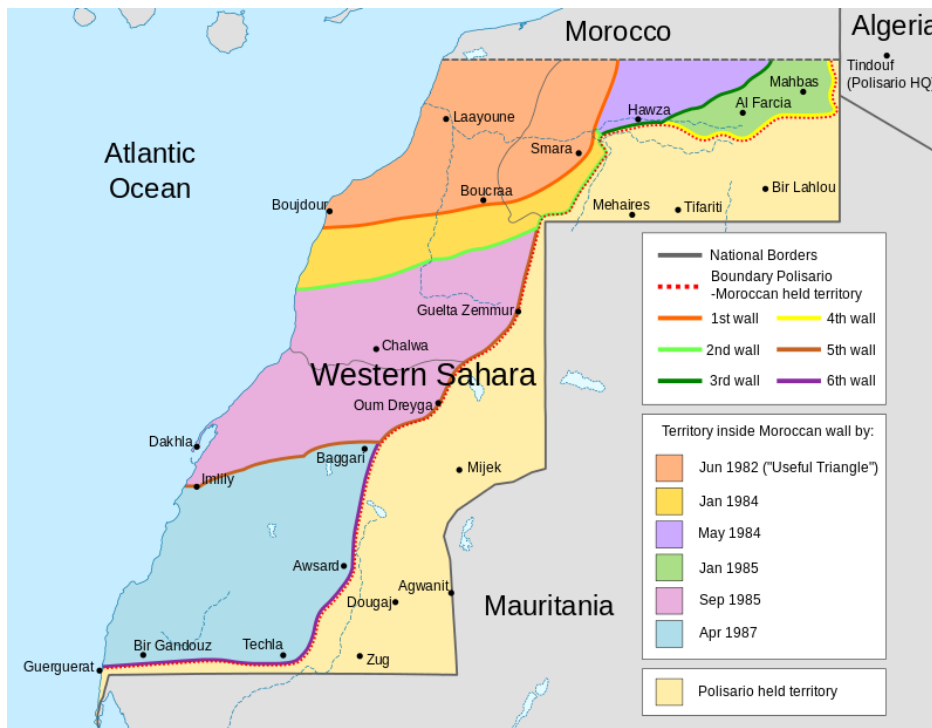 Morocco
Algeria
Tindouf
(Polisario HQ)
Mahbas
Al Farcia
Hawza
Laayoune
Smara
Atlantic
Ocean
Boucraa
Boujdour
Bir Lahlou
Mehaires
Tifariti
Guelta Zemmur
Chalwa
Western Sahara
Oum Dreyga
Dakhla
Baggari
Imlily
Mijek
Awsard
Agwanit
Dougaj
Mauritania
Bir Gandouz
Techla
Zug
Guerguerat
National Borders
Boundary Polisario
-Moroccan held territory
1st wall
4th wall
2nd wall
5th wall
3rd wall
6th wall
Territory inside Moroccan wall by:
Jun 1982 ("Useful Triangle")
Jan 1984
May 1984
Jan 1985
Sep 1985
Apr 1987
Polisario held territory